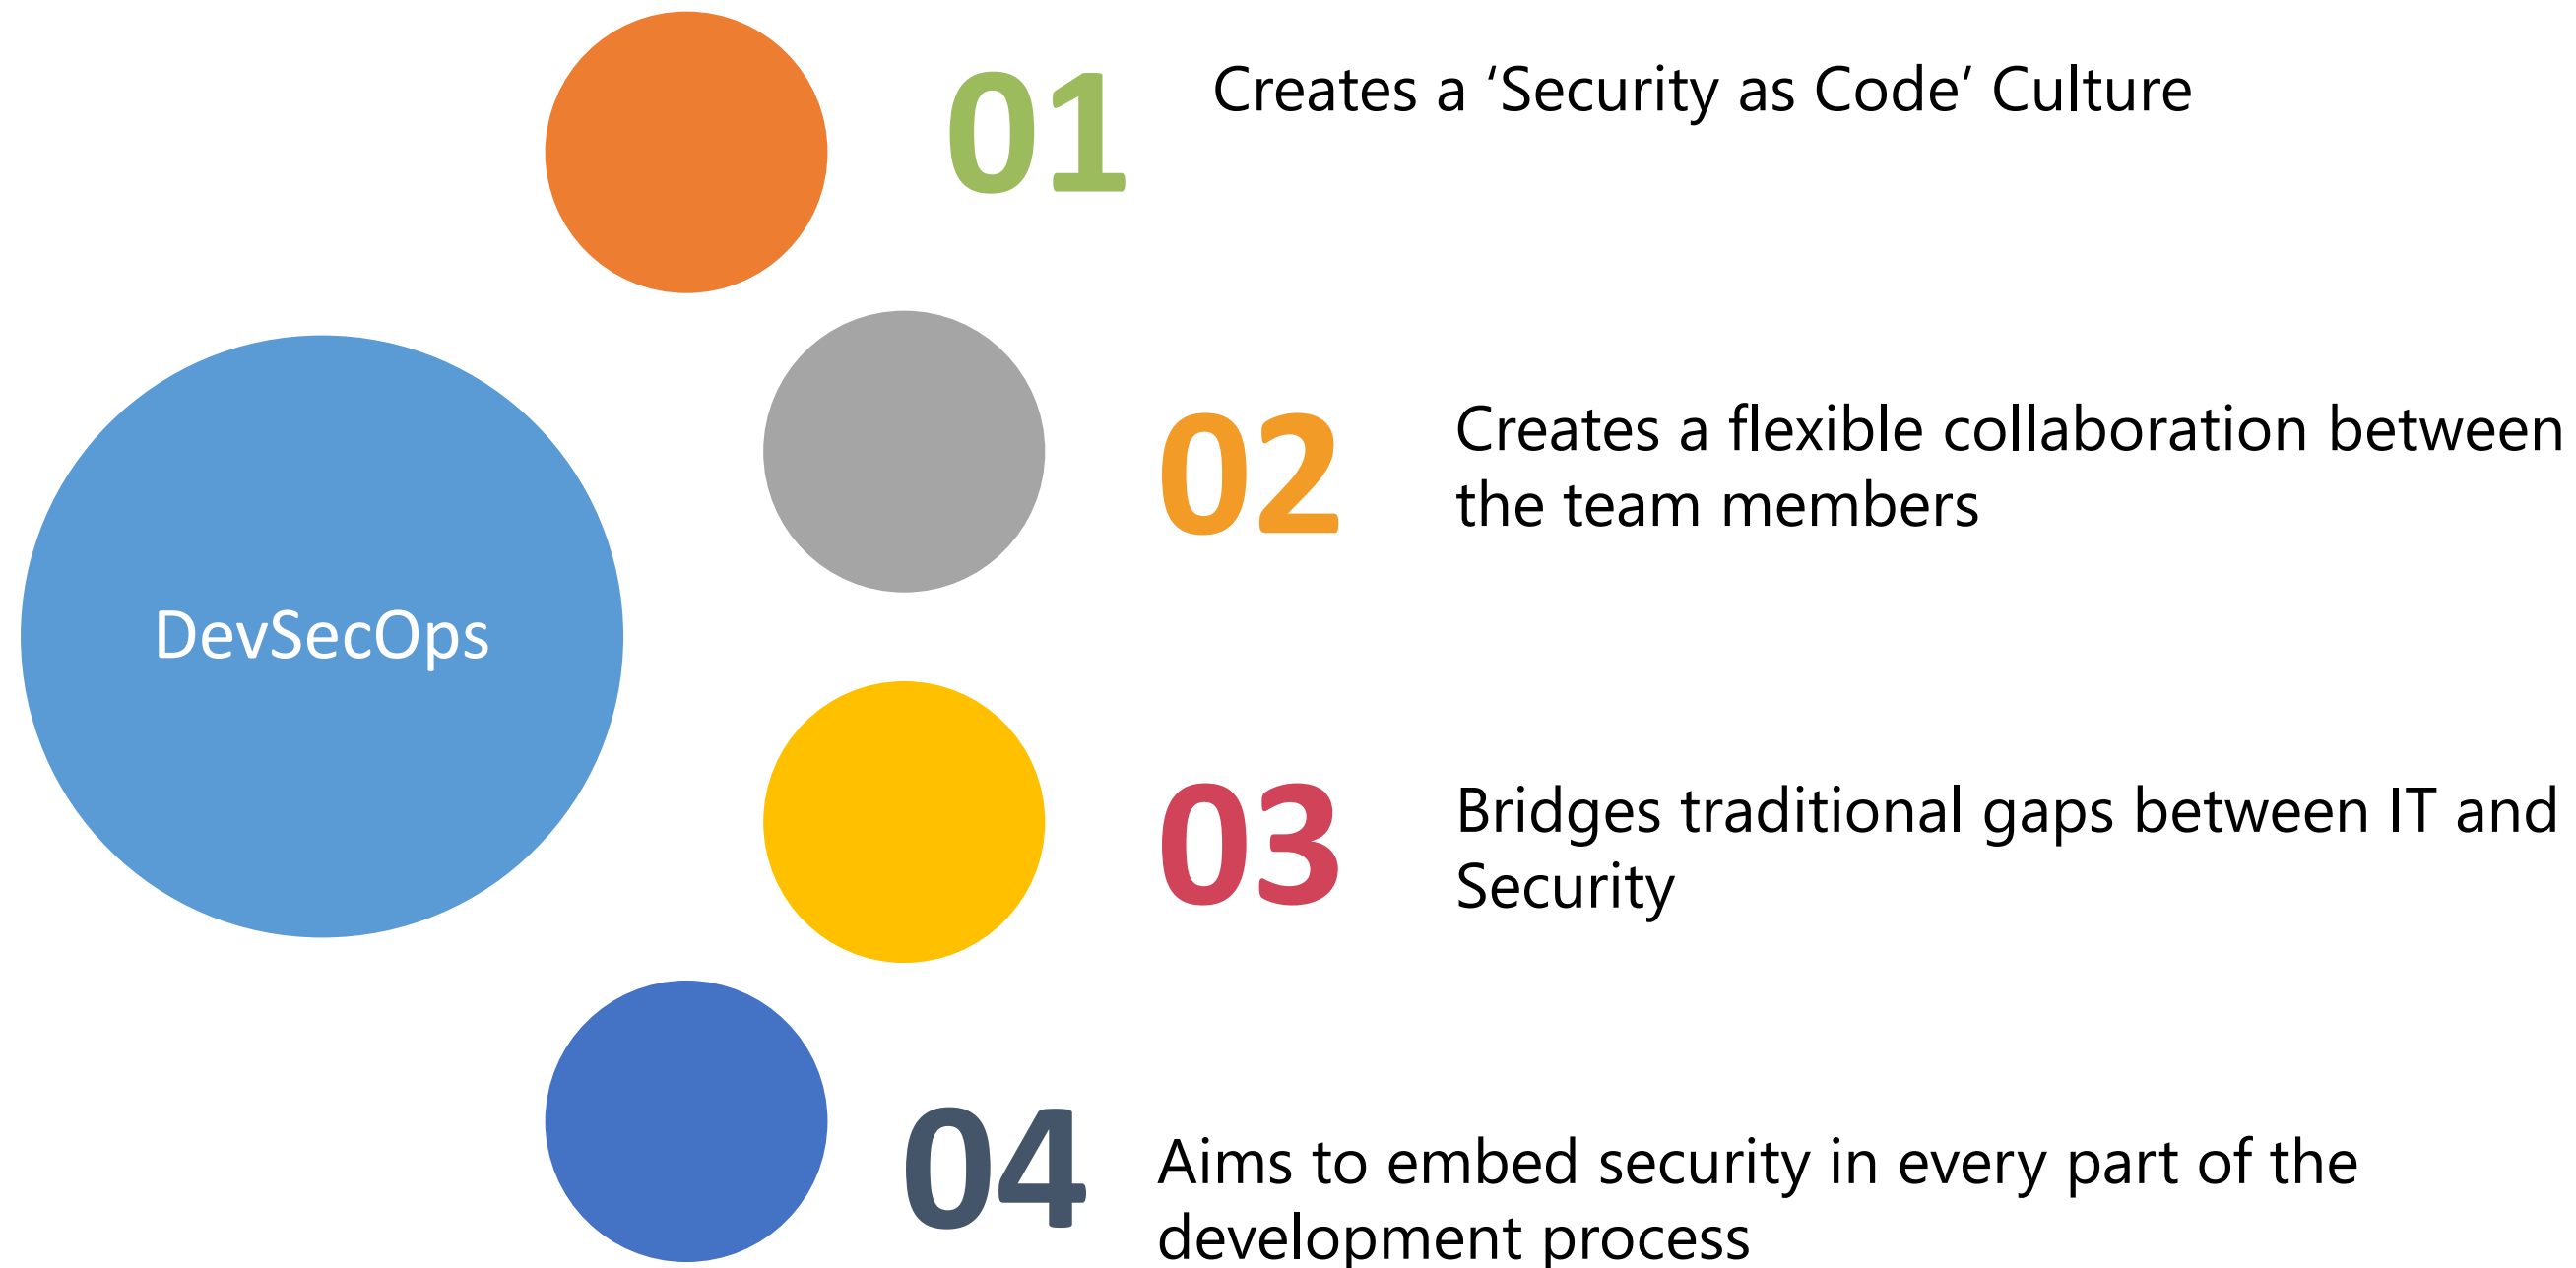 01
Creates a ‘Security as Code’ Culture
02
Creates a flexible collaboration between
the team members
DevSecOps
03
Bridges traditional gaps between IT and
Security
04
Aims to embed security in every part of the
development process